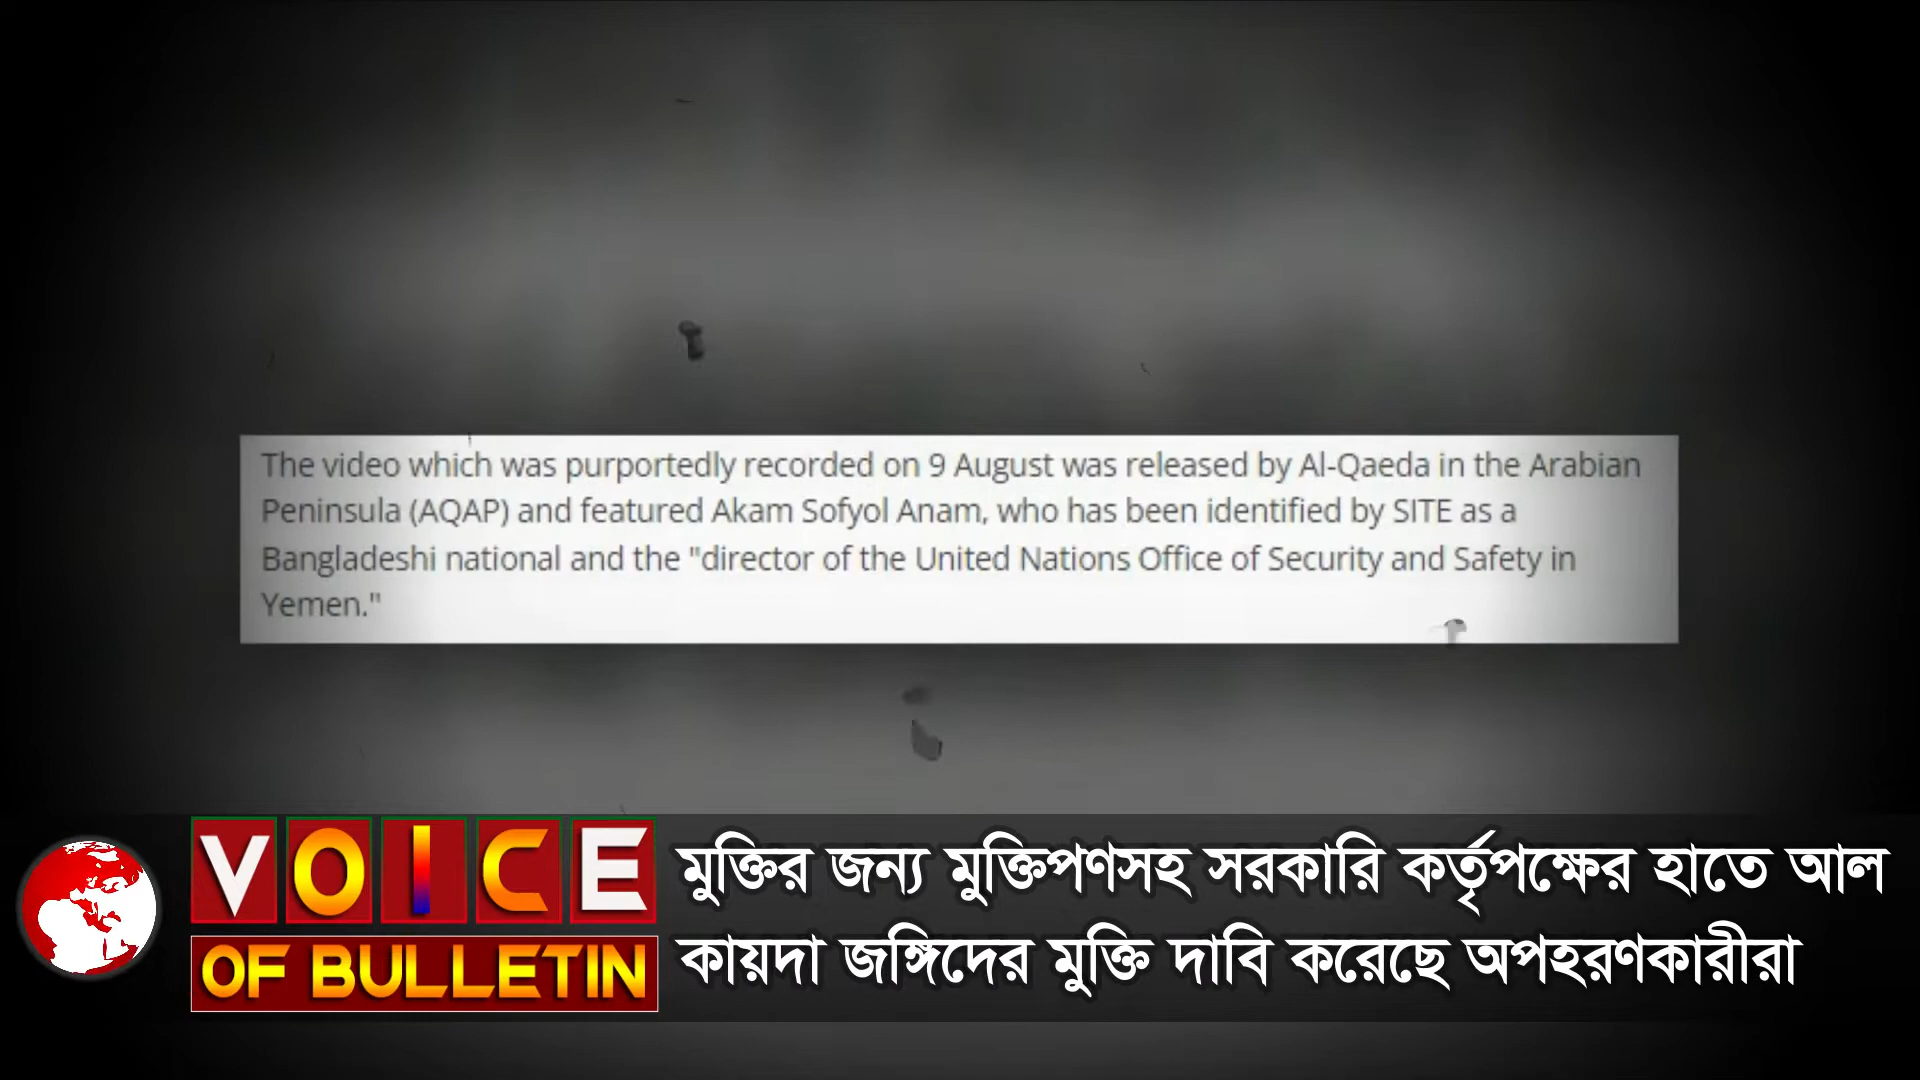 The video which was purportedly recorded on 9 August was released by Al-Qaeda in the Arabian
Peninsula (AQAP) and featured Akam Sofyol Anam, who has been identified by SITE as a
Bangladeshi national and the "director of the United Nations Office of Security and Safety in
Yemen."
VOICE
OF BULLETIN
মুক্তির জন্য মুক্তিপণসহ সরকারি কর্তৃপক্ষের হাতে আল
কায়দা জঙ্গিদের মুক্তি দাবি করেছে অপহরণকারীরা